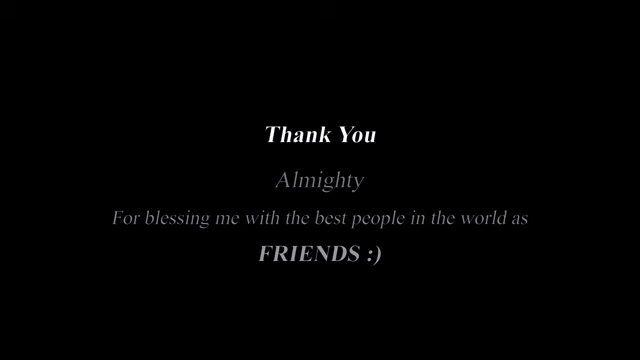 Thank You
Almighty
For blessing me with the best people in the world as
FRIENDS :)